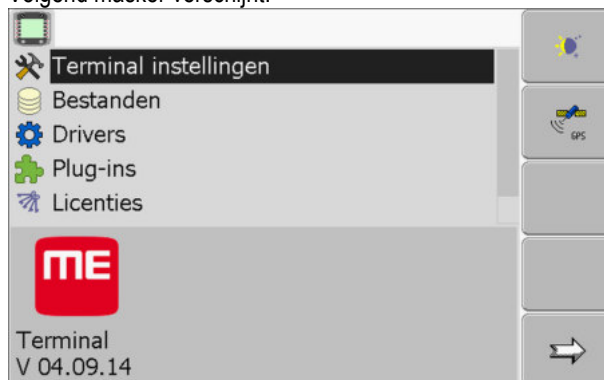 Volgend masker verschijnt:
Terminal instellingen
Bestanden
Drivers
Plug-ins
Licenties
GPS
ME
Terminal
V 04.09.14